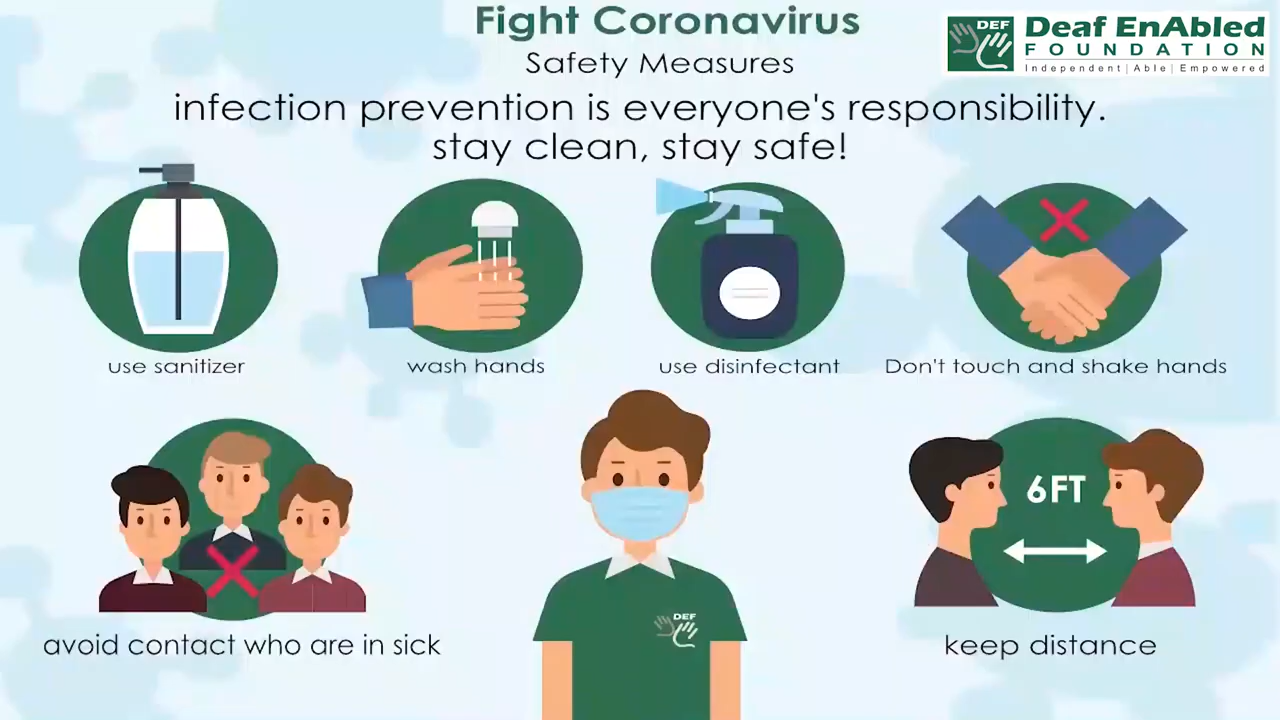 Fight Coronavirus
Safety Measures
DEF
Deaf EnAbled
FOUNDATION
Independent | Able | Empowered
infection prevention is everyone's responsibility.
stay clean, stay safe!
use sanitizer
wash hands
use disinfectant
Don't touch and shake hands
6FT
DEF
avoid contact who are in sick
keep distance